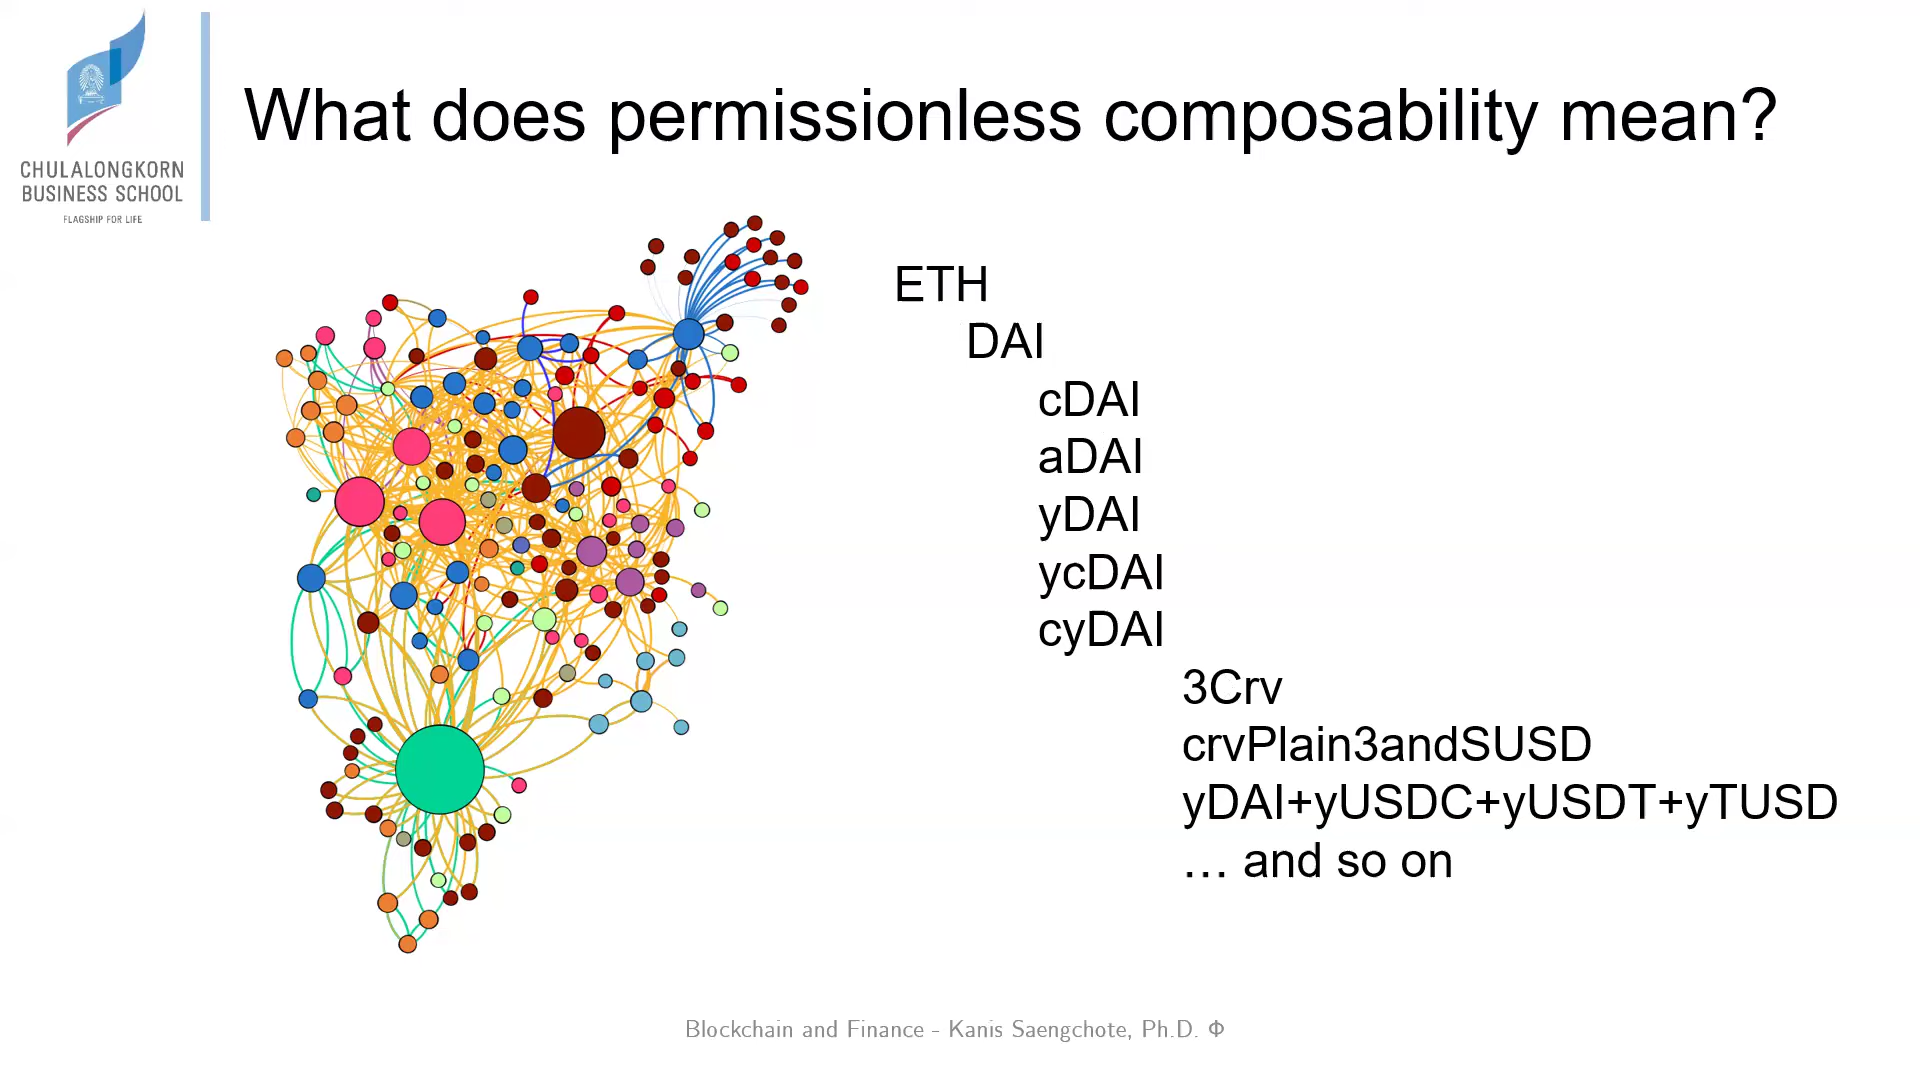 CHULALONGKORN
BUSINESS SCHOOL
FLAGSHIP FOR LIFE
What does permissionless composability mean?
ETH
DAI
cDAI
aDAI
yDAI
ycDAI
cyDAI
3Crv
crvPlain3andSUSD
yDAI+yUSDC+yUSDT+yTUSD
… and so on
Blockchain and Finance - Kanis Saengchote, Ph.D. Φ